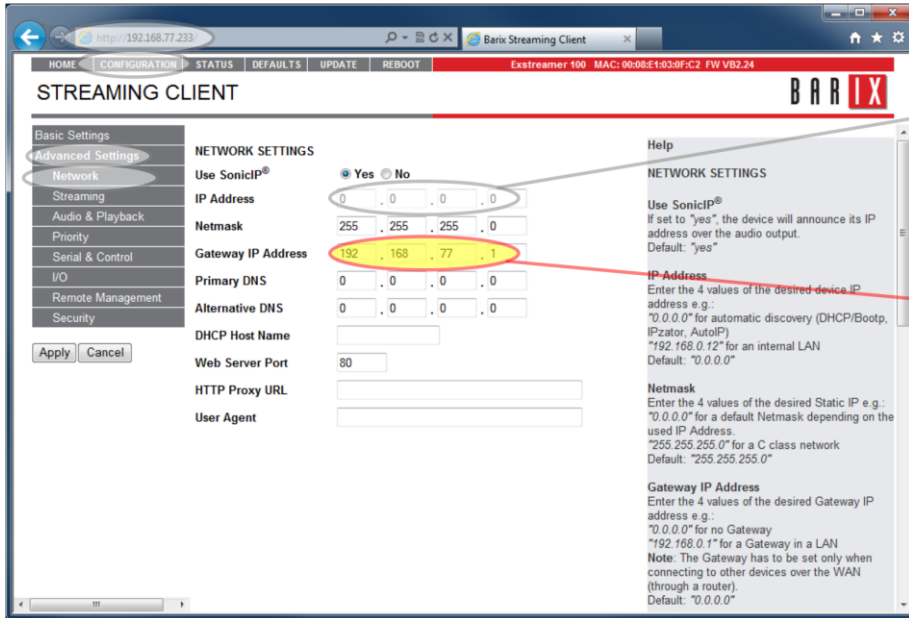 http://192.168.77.233/
Barix Streaming Client
HOME CONFIGURATION STATUS DEFAULTS UPDATE REBOOT Exstreamer 100 MAC: 00:08:E1:03:0F:C2 FW VB2.24
STREAMING CLIENT
BARIX
Basic Settings
Advanced Settings
Network
Streaming
Audio & Playback
Priority
Serial & Control
I/O
Remote Management
Security
Apply Cancel
NETWORK SETTINGS
Use SonicIP® Yes No
IP Address 0 . 0 . 0 . 0
Netmask 255 . 255 . 255 . 0
Gateway IP Address 192 . 168 . 77 . 1
Primary DNS 0 . 0 . 0 . 0
Alternative DNS 0 . 0 . 0 . 0
DHCP Host Name
Web Server Port 80
HTTP Proxy URL
User Agent
Help
NETWORK SETTINGS
Use SonicIP®
If set to "yes", the device will announce its IP
address over the audio output.
Default: "yes"
IP Address
Enter the 4 values of the desired device IP
address e.g.:
"0.0.0.0" for automatic discovery (DHCP/Bootp,
IPzator, AutoIP)
"192.168.0.12" for an internal LAN
Default: "0.0.0.0"
Netmask
Enter the 4 values of the desired Static IP e.g.:
"0.0.0.0" for a default Netmask depending on the
used IP Address.
"255.255.255.0" for a C class network
Default: "255.255.255.0"
Gateway IP Address
Enter the 4 values of the desired Gateway IP
address e.g.:
"0.0.0.0" for no Gateway
"192.168.0.1" for a Gateway in a LAN
Note: The Gateway has to be set only when
connecting to other devices over the WAN
(through a router).
Default: "0.0.0.0"